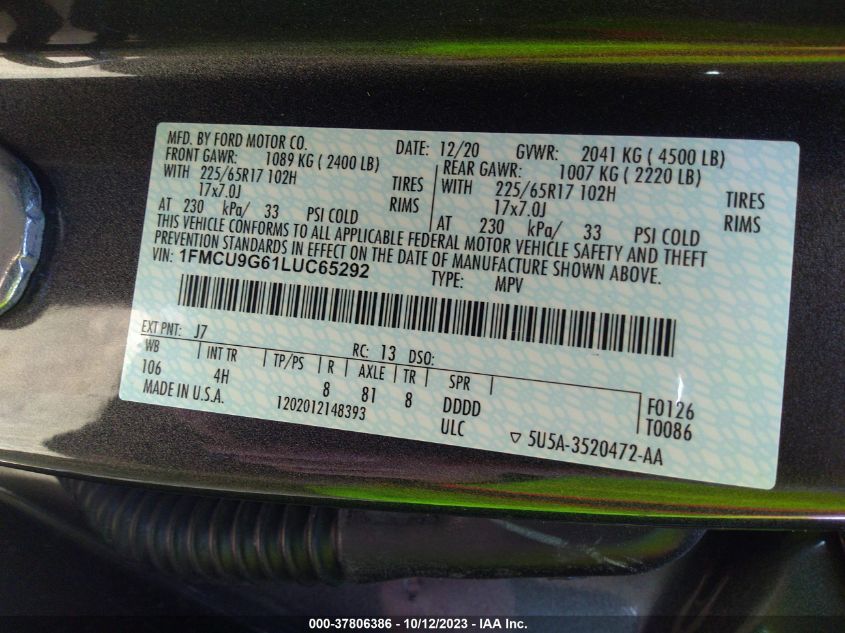 MFD. BY FORD MOTOR CO. DATE: 12/20 GVWR: 2041 KG ( 4500 LB)
FRONT GAWR: 1089 KG ( 2400 LB) REAR GAWR: 1007 KG ( 2220 LB)
WITH 225/65R17 102H TIRES WITH 225/65R17 102H TIRES
17x7.0J RIMS 17x7.0J RIMS
AT 230 kPa/ 33 PSI COLD AT 230 kPa/ 33 PSI COLD
THIS VEHICLE CONFORMS TO ALL APPLICABLE FEDERAL MOTOR VEHICLE SAFETY AND THEFT
PREVENTION STANDARDS IN EFFECT ON THE DATE OF MANUFACTURE SHOWN ABOVE.
VIN: 1FMCU9G61LUC65292 TYPE: MPV
EXT PNT: J7 RC: 13 DSO:
WB INT TR TP/PS R AXLE TR SPR
106 4H 8 81 8 DDDD F0126
MADE IN U.S.A. 1202012148393 ULC T0086
▽ 5U5A-3520472-AA
000-37806386 - 10/12/2023 - IAA Inc.